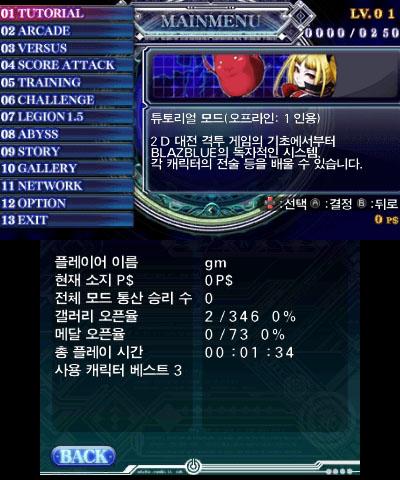 01 TUTORIAL
02 ARCADE
03 VERSUS
04 SCORE ATTACK
05 TRAINING
06 CHALLENGE
07 LEGION1.5
08 ABYSS
09 STORY
10 GALLERY
11 NETWORK
12 OPTION
13 EXIT
MAINMENU
LV.01
0000/0250
튜토리얼 모드(오프라인: 1인용)
2D 대전 격투 게임의 기초에서부터
BLAZBLUE의 독자적인 시스템,
각 캐릭터의 전술 등을 배울 수 있습니다.
:선택 A:결정 B:뒤로
0 P$
플레이어 이름 gm
현재 소지 P$ 0P$
전체 모드 통산 승리 수 0
갤러리 오픈율 2/346 0%
메달 오픈율 0/73 0%
총 플레이 시간 00:01:34
사용 캐릭터 베스트 3
BACK